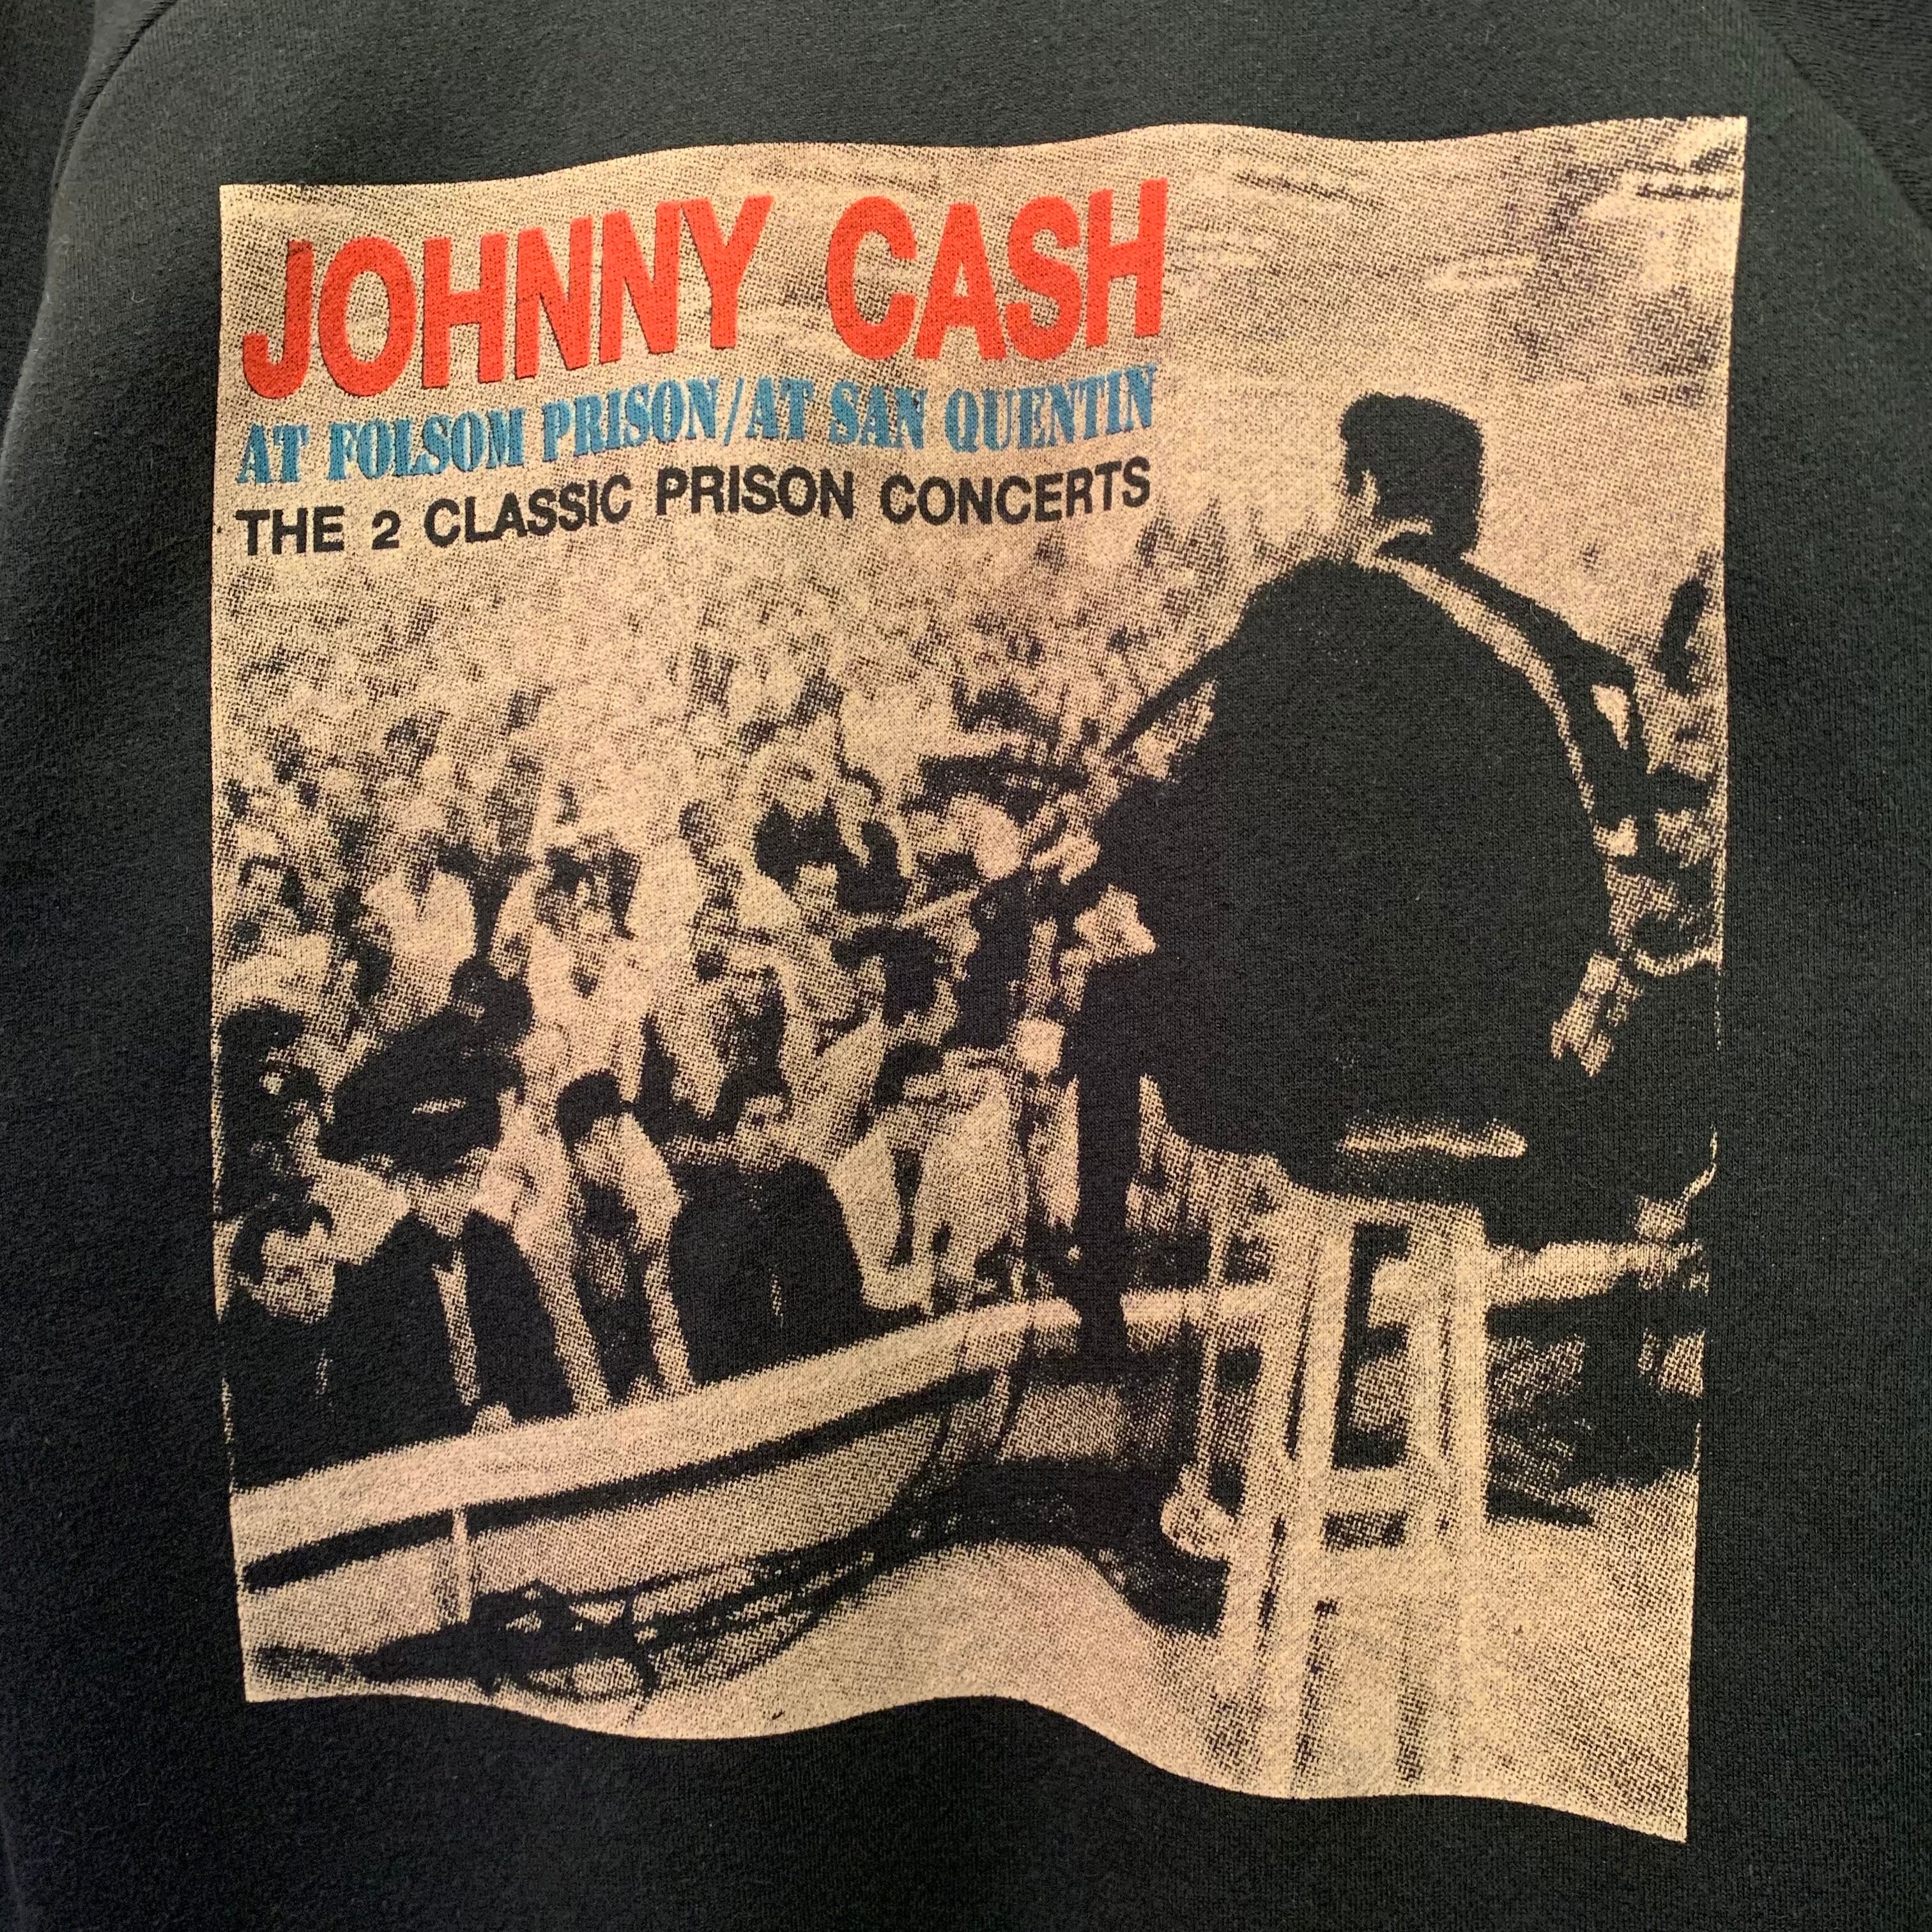 JOHNNY CASH
AT FOLSOM PRISON/AT SAN QUENTIN
THE 2 CLASSIC PRISON CONCERTS